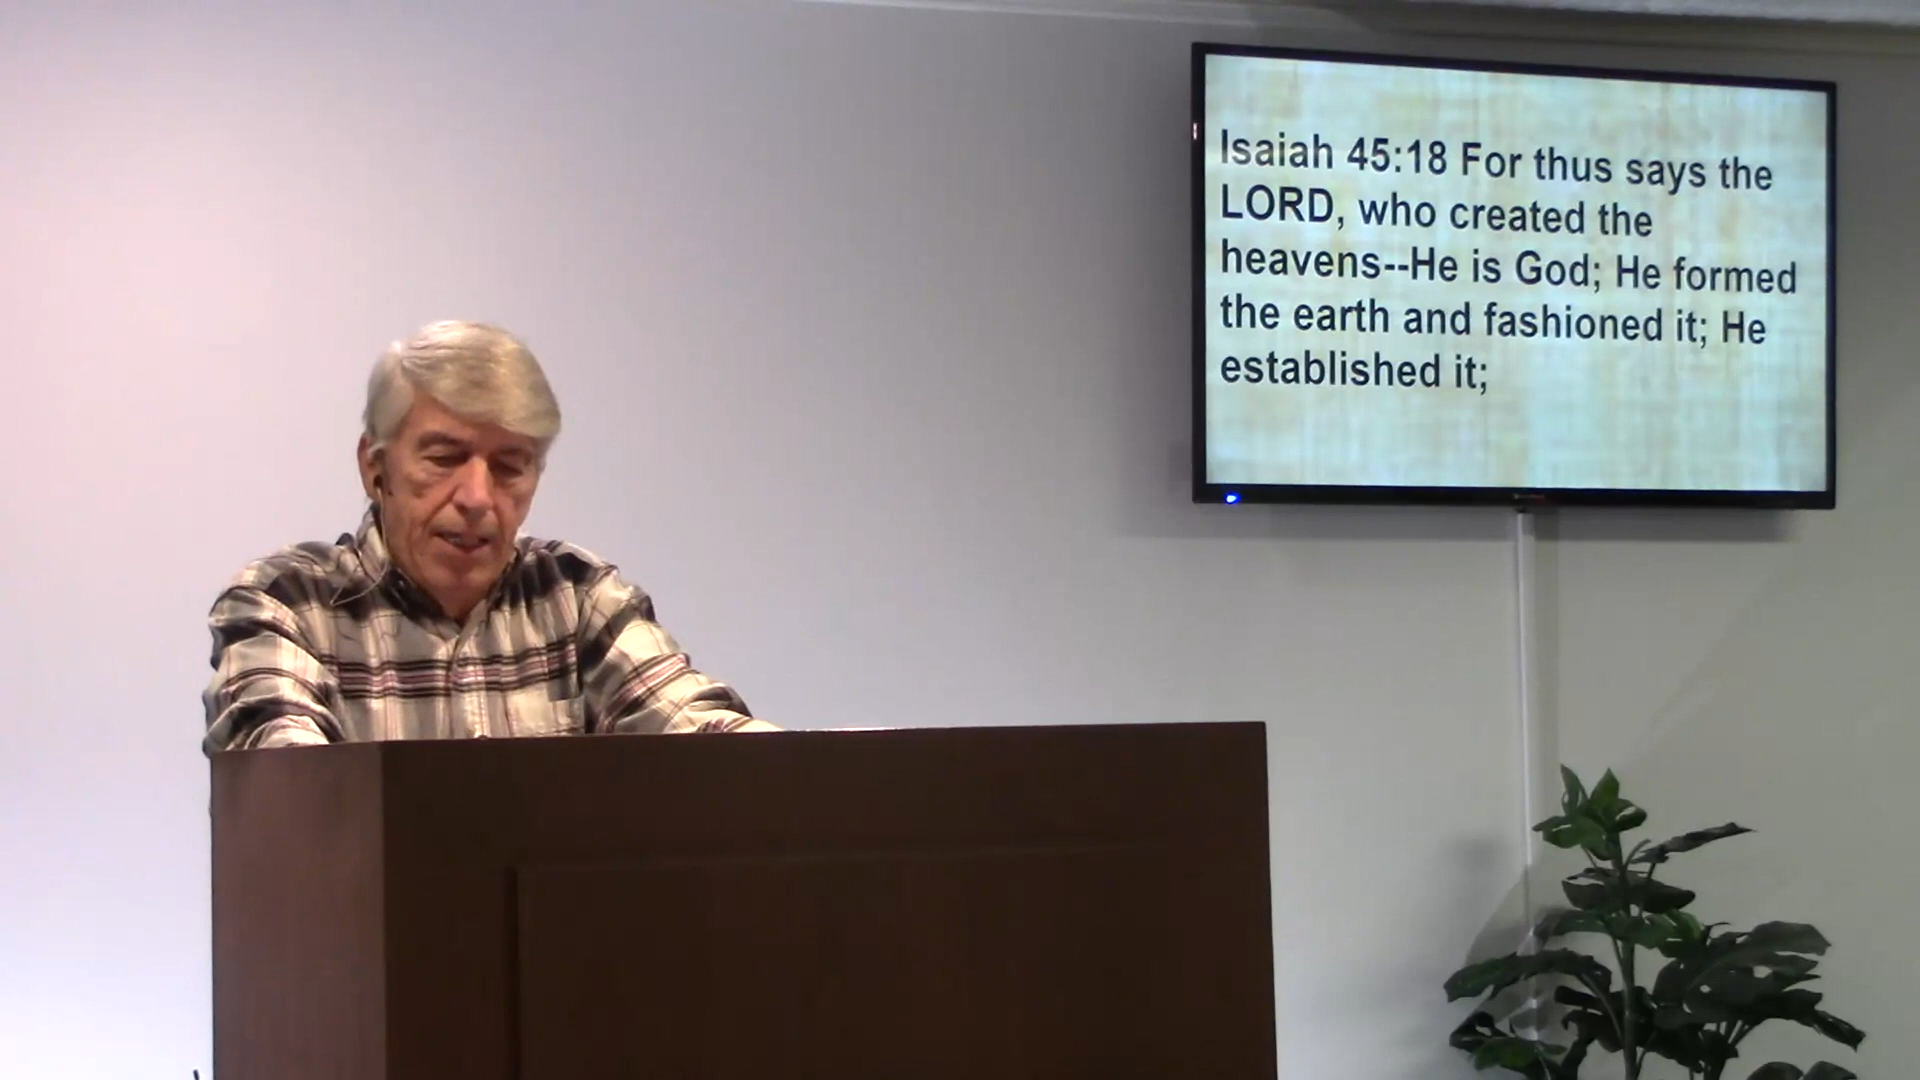 Isaiah 45:18 For thus says the
LORD, who created the
heavens--He is God; He formed
the earth and fashioned it; He
established it;